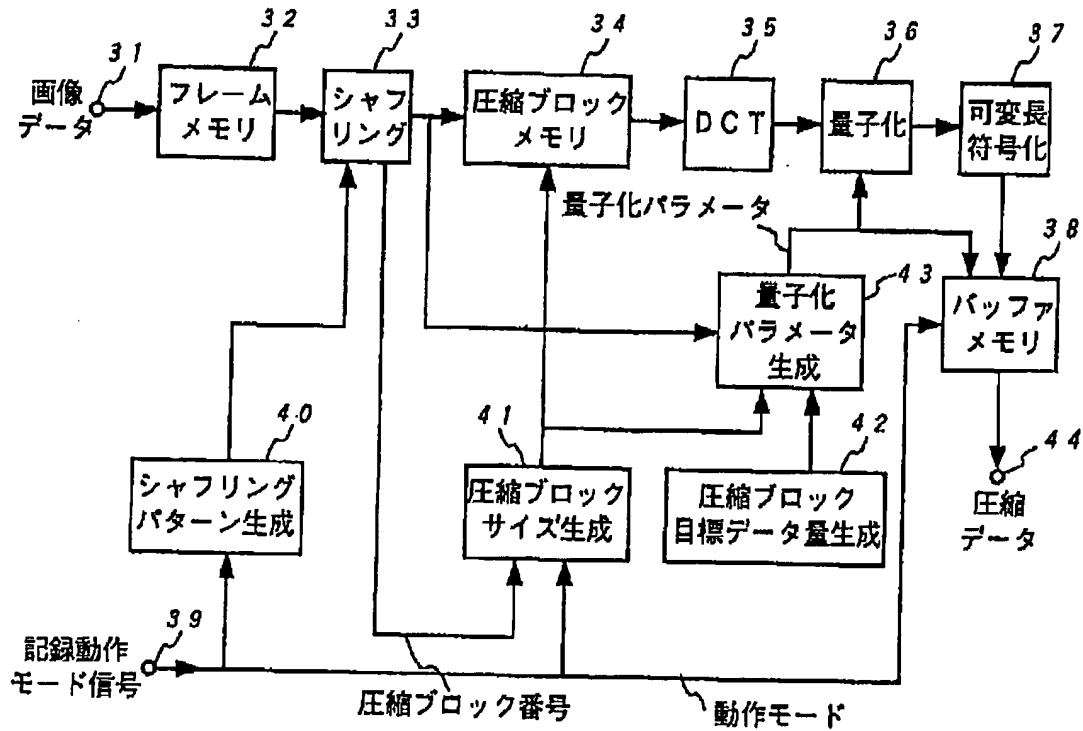 31
32
33
34
35
36
37
画像
データ
フレーム
メモリ
シャフ
リング
圧縮ブロック
メモリ
DCT
量子化
可変長
符号化
量子化パラメータ
38
43
量子化
パラメータ
生成
バッファ
メモリ
40
41
42
44
シャフリング
パターン生成
圧縮ブロック
サイズ生成
圧縮ブロック
目標データ量生成
圧縮
データ
39
記録動作
モード信号
圧縮ブロック番号
動作モード